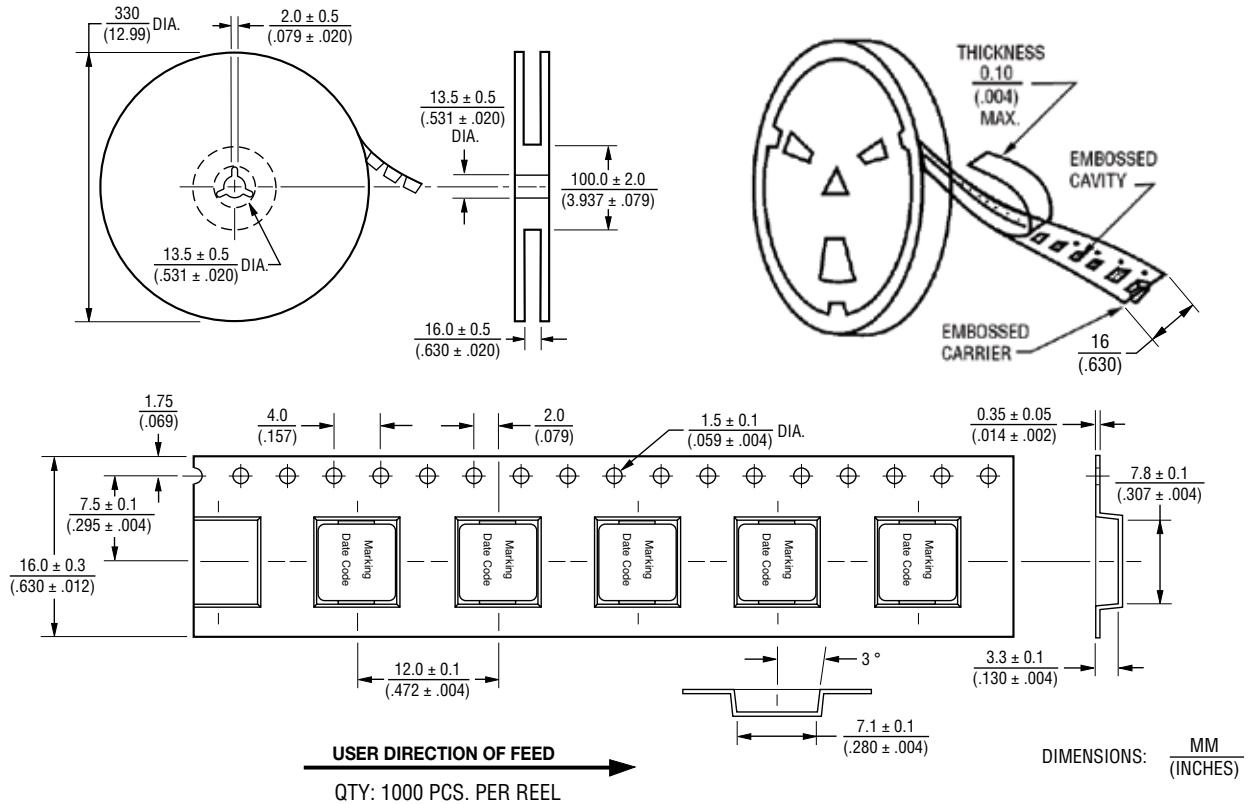 330
(12.99)
DIA.
2.0 ± 0.5
(.079 ± .020)
13.5 ± 0.5
(.531 ± .020)
DIA.
100.0 ± 2.0
(3.937 ± .079)
13.5 ± 0.5
(.531 ± .020)
DIA.
16.0 ± 0.5
(.630 ± .020)
THICKNESS
0.10
(.004)
MAX.
EMBOSSED
CAVITY
EMBOSSED
CARRIER
16
(.630)
1.75
(.069)
4.0
(.157)
2.0
(.079)
1.5 ± 0.1
(.059 ± .004)
DIA.
0.35 ± 0.05
(.014 ± .002)
7.5 ± 0.1
(.295 ± .004)
7.8 ± 0.1
(.307 ± .004)
16.0 ± 0.3
(.630 ± .012)
Marking
Date Code
Marking
Date Code
Marking
Date Code
Marking
Date Code
Marking
Date Code
12.0 ± 0.1
(.472 ± .004)
3 °
3.3 ± 0.1
(.130 ± .004)
7.1 ± 0.1
(.280 ± .004)
USER DIRECTION OF FEED
QTY: 1000 PCS. PER REEL
DIMENSIONS:
MM
(INCHES)